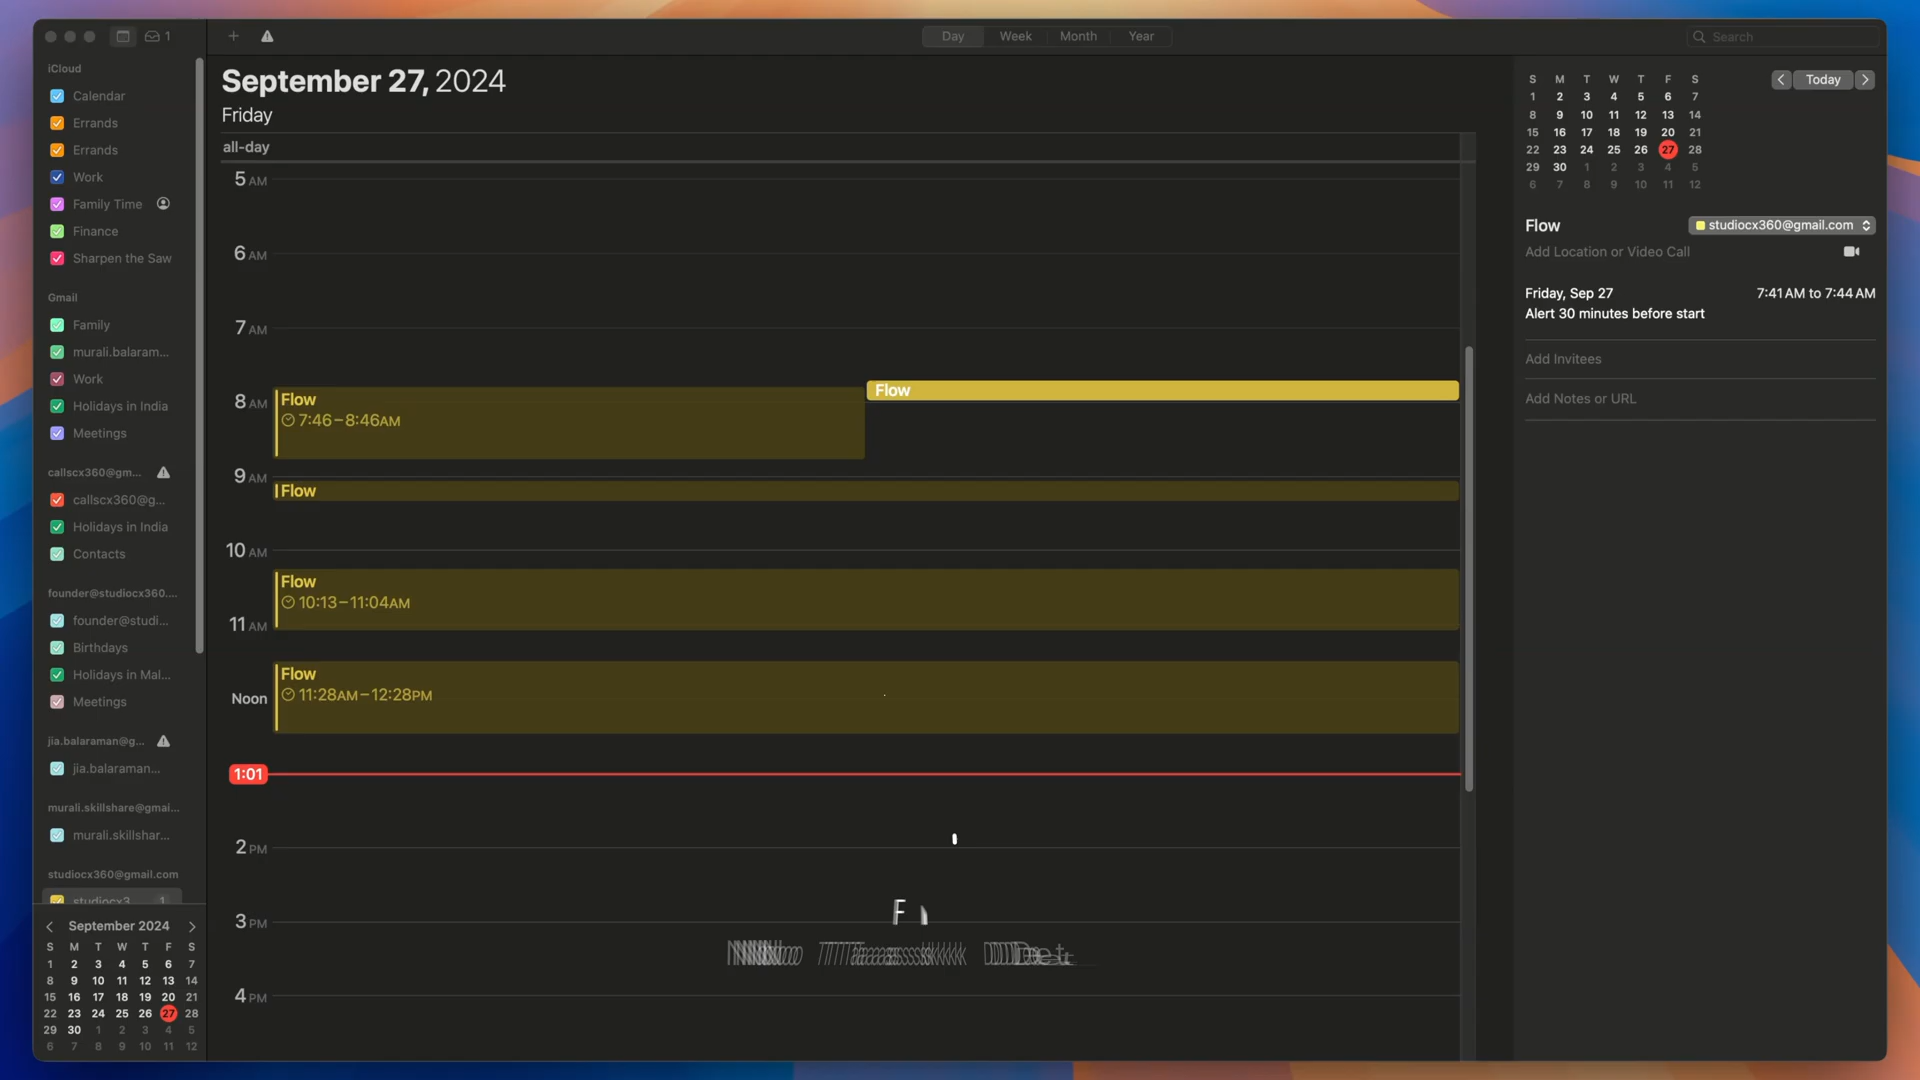 1
Day Week Month Year
Search
iCloud
Calendar
Errands
Errands
Work
Family Time
Finance
Sharpen the Saw
Gmail
Family
murali.balaram...
Work
Holidays in India
Meetings
callscx360@gm...
callscx360@g...
Holidays in India
Contacts
founder@studiocx360....
founder@studi...
Birthdays
Holidays in Mal...
Meetings
jia.balaraman@g...
jia.balaraman...
murali.skillshare@gmai...
murali.skillshar...
studiocx360@gmail.com
studiocx3... 1
September 2024
S M T W T F S
1 2 3 4 5 6 7
8 9 10 11 12 13 14
15 16 17 18 19 20 21
22 23 24 25 26 27 28
29 30 1 2 3 4 5
6 7 8 9 10 11 12
September 27, 2024
Friday
all-day
5 AM
6 AM
7 AM
8 AM
Flow
7:46–8:46AM
Flow
9 AM
Flow
10 AM
Flow
10:13–11:04AM
11 AM
Flow
11:28AM–12:28PM
Noon
1:01
2 PM
3 PM
4 PM
S M T W T F S
1 2 3 4 5 6 7
8 9 10 11 12 13 14
15 16 17 18 19 20 21
22 23 24 25 26 27 28
29 30 1 2 3 4 5
6 7 8 9 10 11 12
Today
Flow
studiocx360@gmail.com
Add Location or Video Call
Friday, Sep 27 7:41AM to 7:44AM
Alert 30 minutes before start
Add Invitees
Add Notes or URL